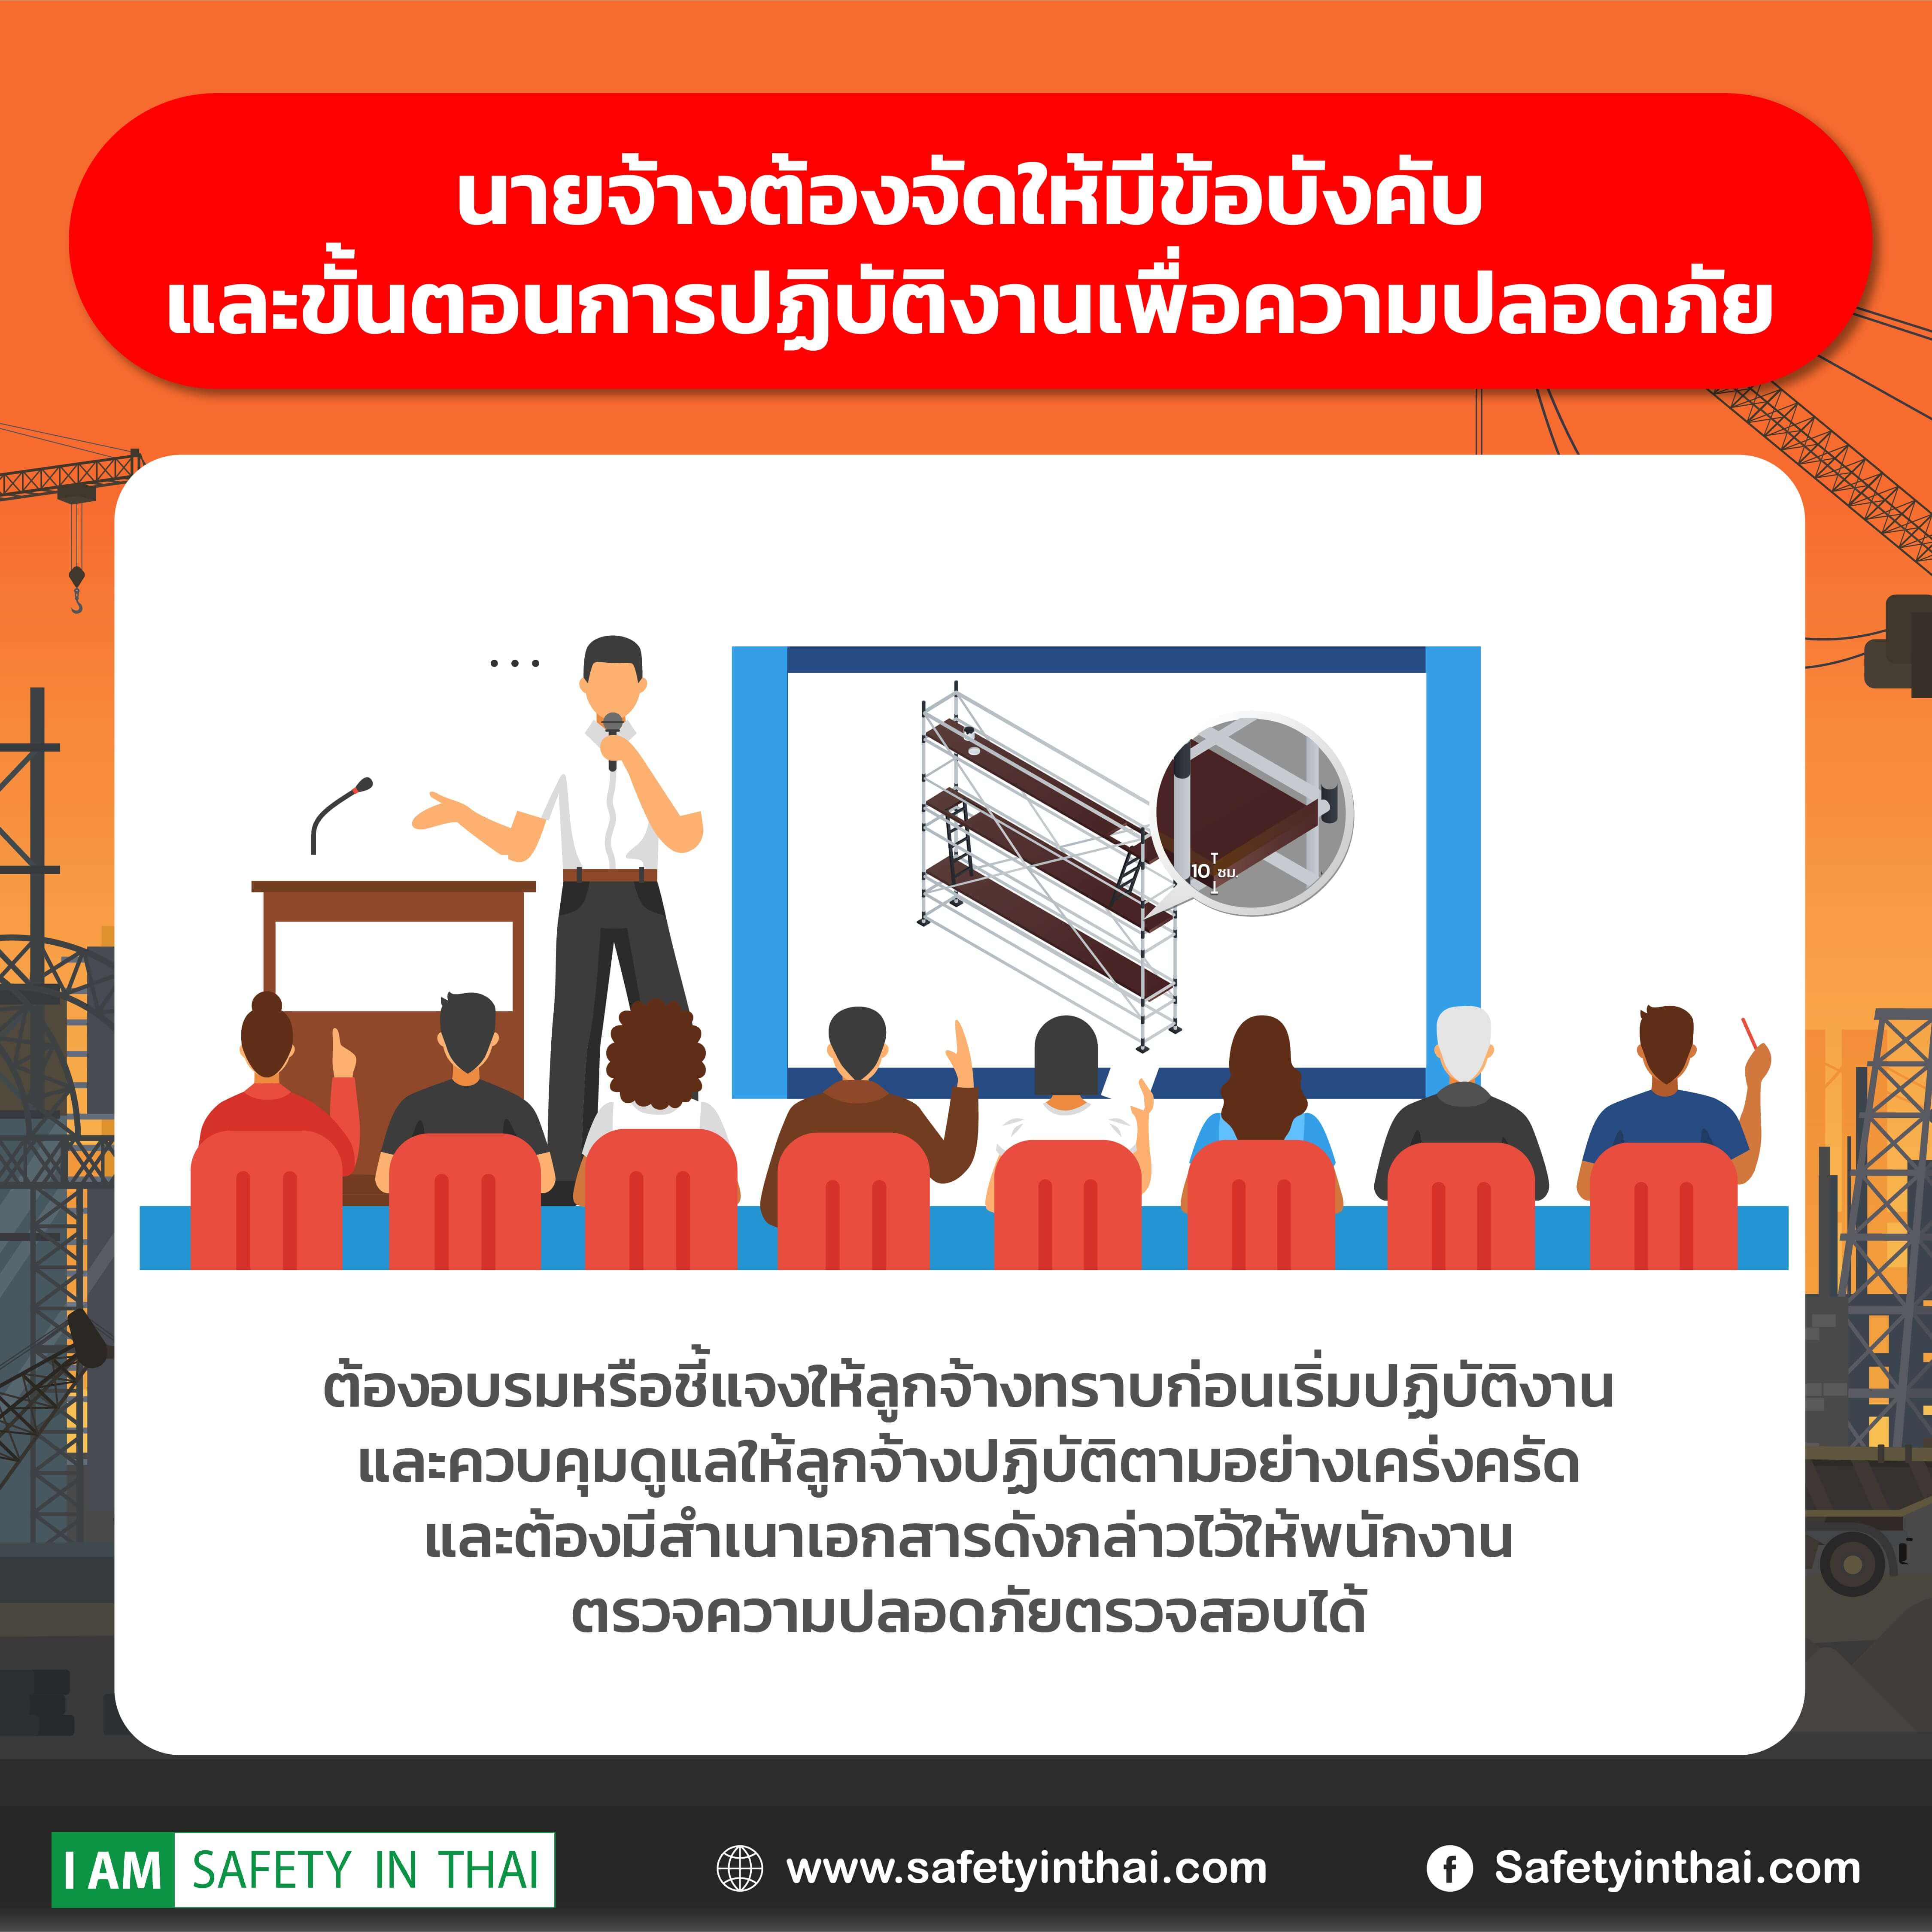 นายจ้างต้องจัดให้มีข้อบังคับ
และขั้นตอนการปฏิบัติงานเพื่อความปลอดภัย
10 ซม.
ต้องอบรมหรือชี้แจงให้ลูกจ้างทราบก่อนเริ่มปฏิบัติงาน
และควบคุมดูแลให้ลูกจ้างปฏิบัติตามอย่างเคร่งครัด
และต้องมีสำเนาเอกสารดังกล่าวไว้ให้พนักงาน
ตรวจความปลอดภัยตรวจสอบได้
I AM SAFETY IN THAI
www.safetyinthai.com
Safetyinthai.com